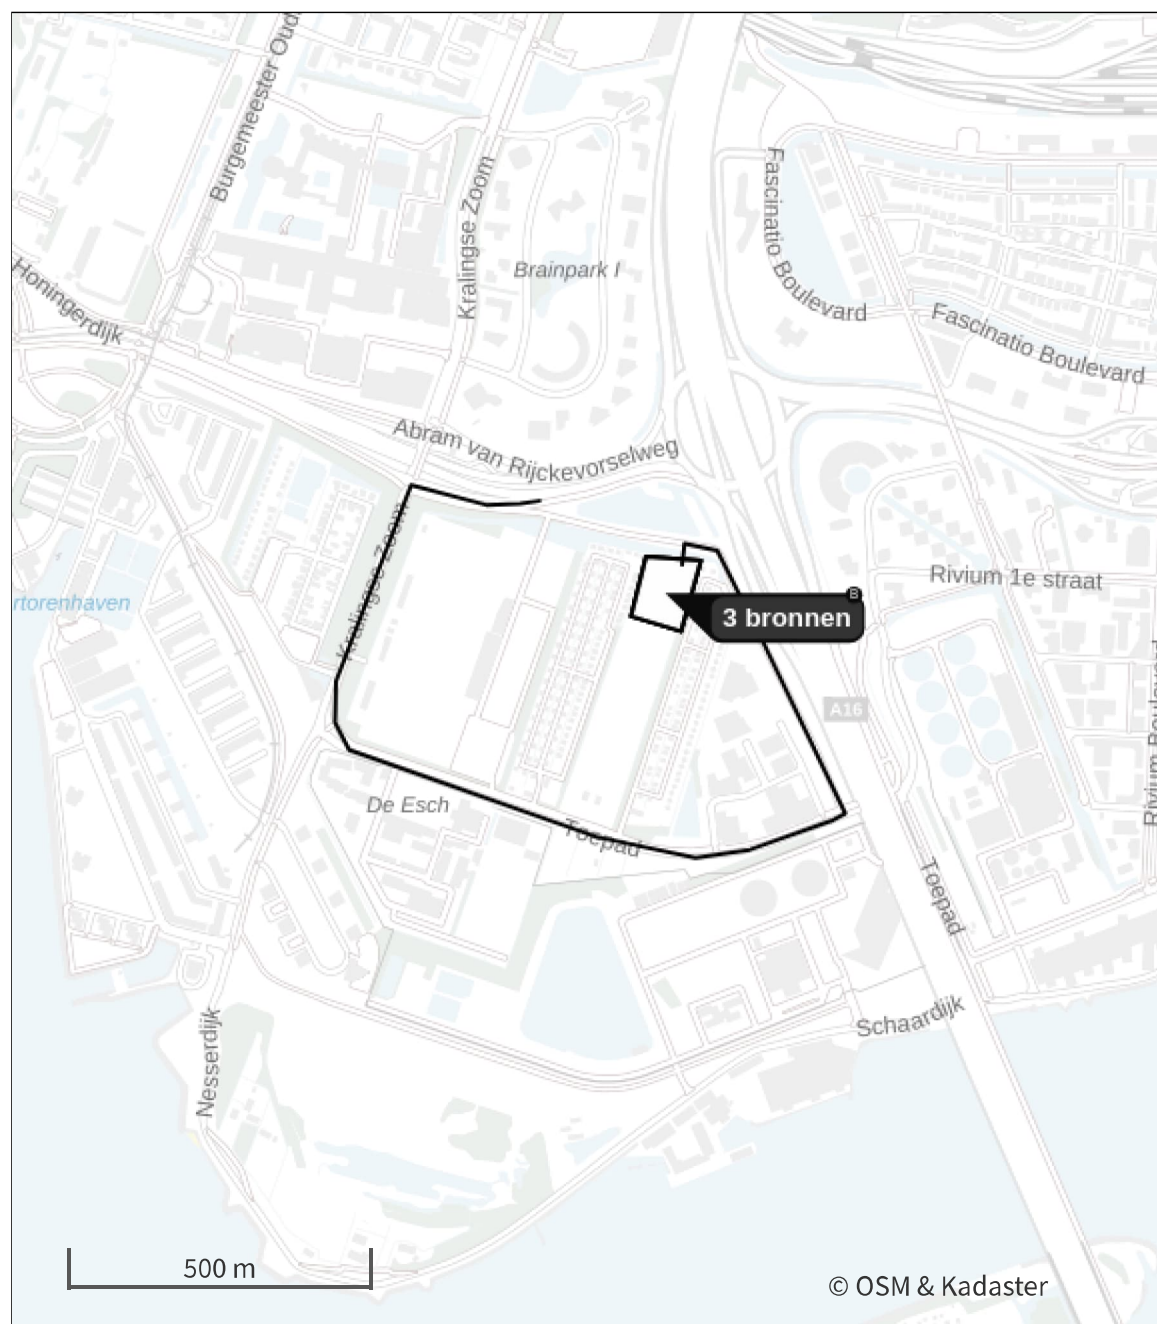 Burgemeester Oud
Kralingse Zoom
Fascinatio Boulevard
Honingerdijk
Brainpark I
Fascinatio Boulevard
Abram van Rijckevorselweg
Kralingse Zoom
Rivium 1e straat
rtorenhaven
B
3 bronnen
A16
Rivium Boulevard
De Esch
Toepad
Toepad
Schaardijk
Nesserdijk
500 m
© OSM & Kadaster